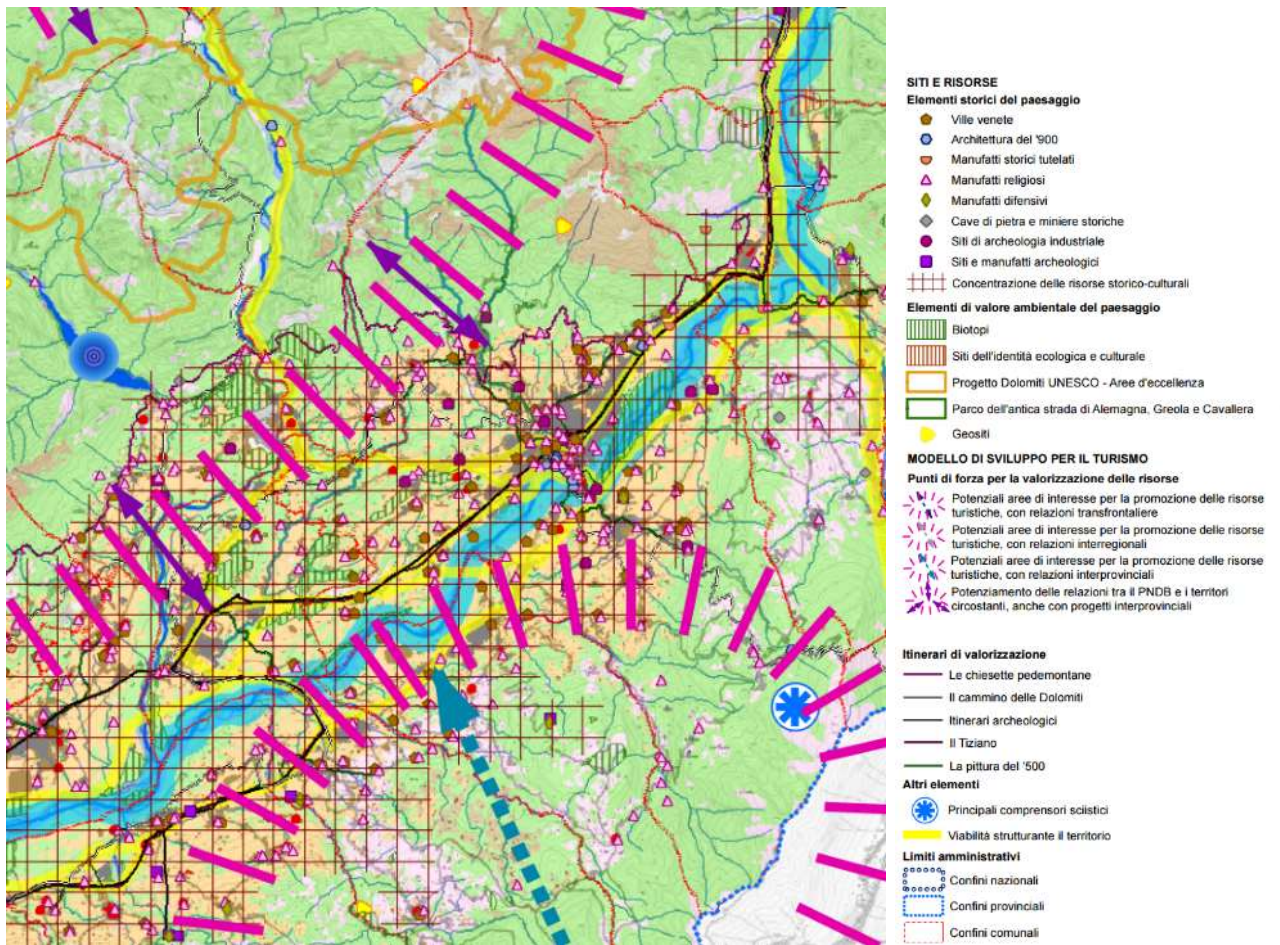 SITI E RISORSE
Elementi storici del paesaggio
Ville venete
Architettura del '900
Manufatti storici tutelati
Manufatti religiosi
Manufatti difensivi
Cave di pietra e miniere storiche
Siti di archeologia industriale
Siti e manufatti archeologici
Concentrazione delle risorse storico-culturali
Elementi di valore ambientale del paesaggio
Biotopi
Siti dell'identità ecologica e culturale
Progetto Dolomiti UNESCO - Aree d'eccellenza
Parco dell'antica strada di Alemagna, Greola e Cavallera
Geositi
MODELLO DI SVILUPPO PER IL TURISMO
Punti di forza per la valorizzazione delle risorse
Potenziali aree di interesse per la promozione delle risorse
turistiche, con relazioni transfrontaliere
Potenziali aree di interesse per la promozione delle risorse
turistiche, con relazioni interregionali
Potenziali aree di interesse per la promozione delle risorse
turistiche, con relazioni interprovinciali
Potenziamento delle relazioni tra il PNDB e i territori
circostanti, anche con progetti interprovinciali
Itinerari di valorizzazione
Le chiesette pedemontane
Il cammino delle Dolomiti
Itinerari archeologici
Il Tiziano
La pittura del '500
Altri elementi
Principali comprensori sciistici
Viabilità strutturante il territorio
Limiti amministrativi
Confini nazionali
Confini provinciali
Confini comunali